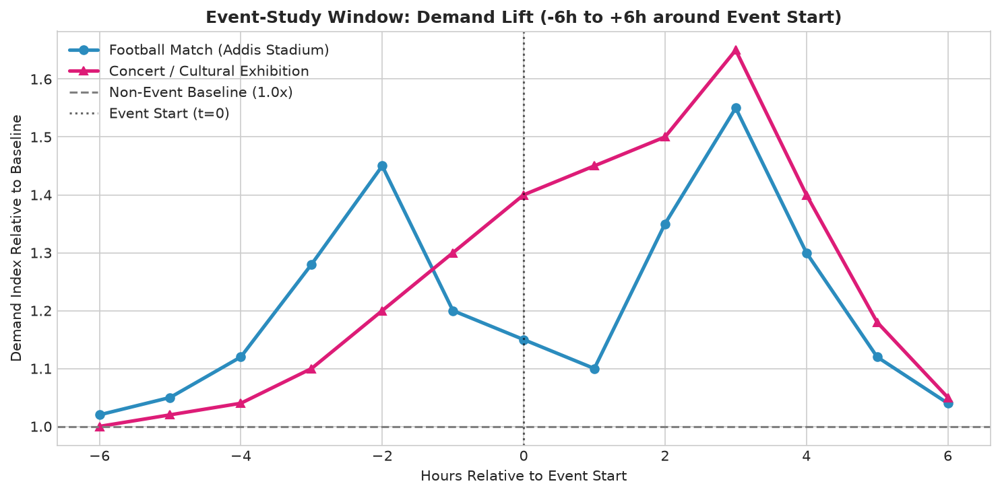 Event-Study Window: Demand Lift (-6h to +6h around Event Start)
Football Match (Addis Stadium)
Concert / Cultural Exhibition
Non-Event Baseline (1.0x)
Event Start (t=0)
Demand Index Relative to Baseline
1.6
1.5
1.4
1.3
1.2
1.1
1.0
−6 −4 −2 0 2 4 6
Hours Relative to Event Start